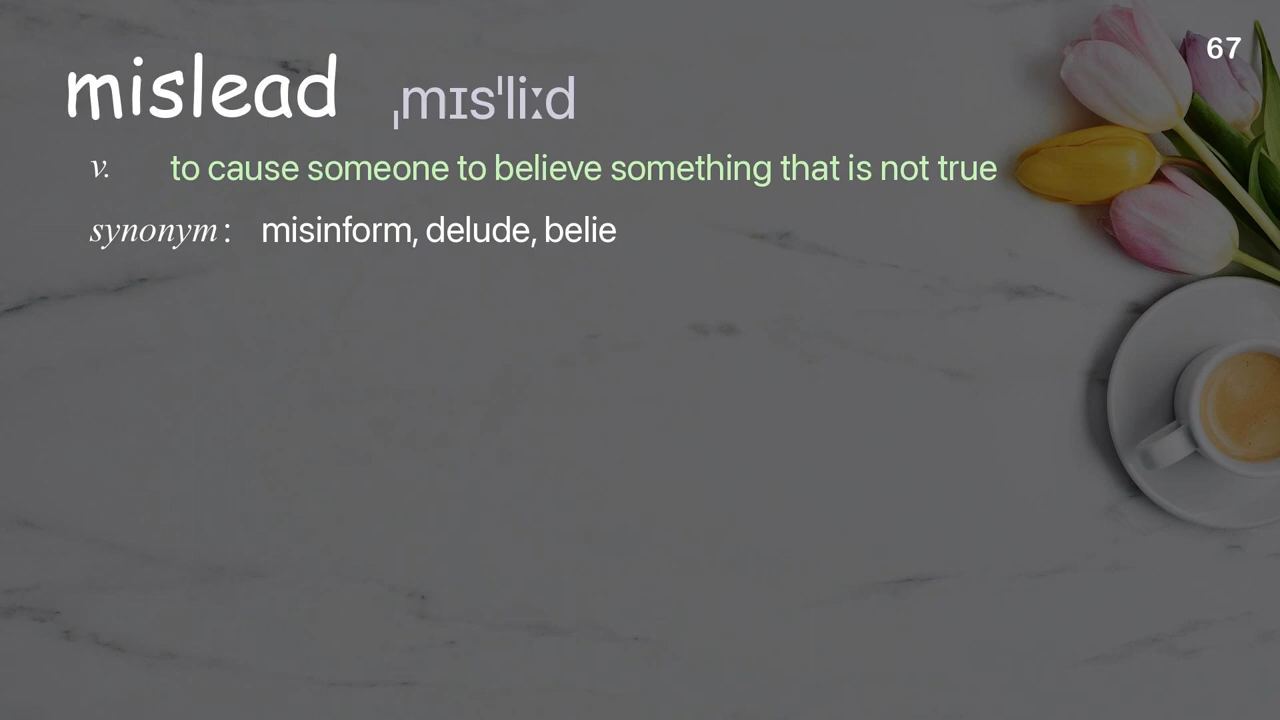 67
mislead ˌmɪsˈliːd
v. to cause someone to believe something that is not true
synonym : misinform, delude, belie